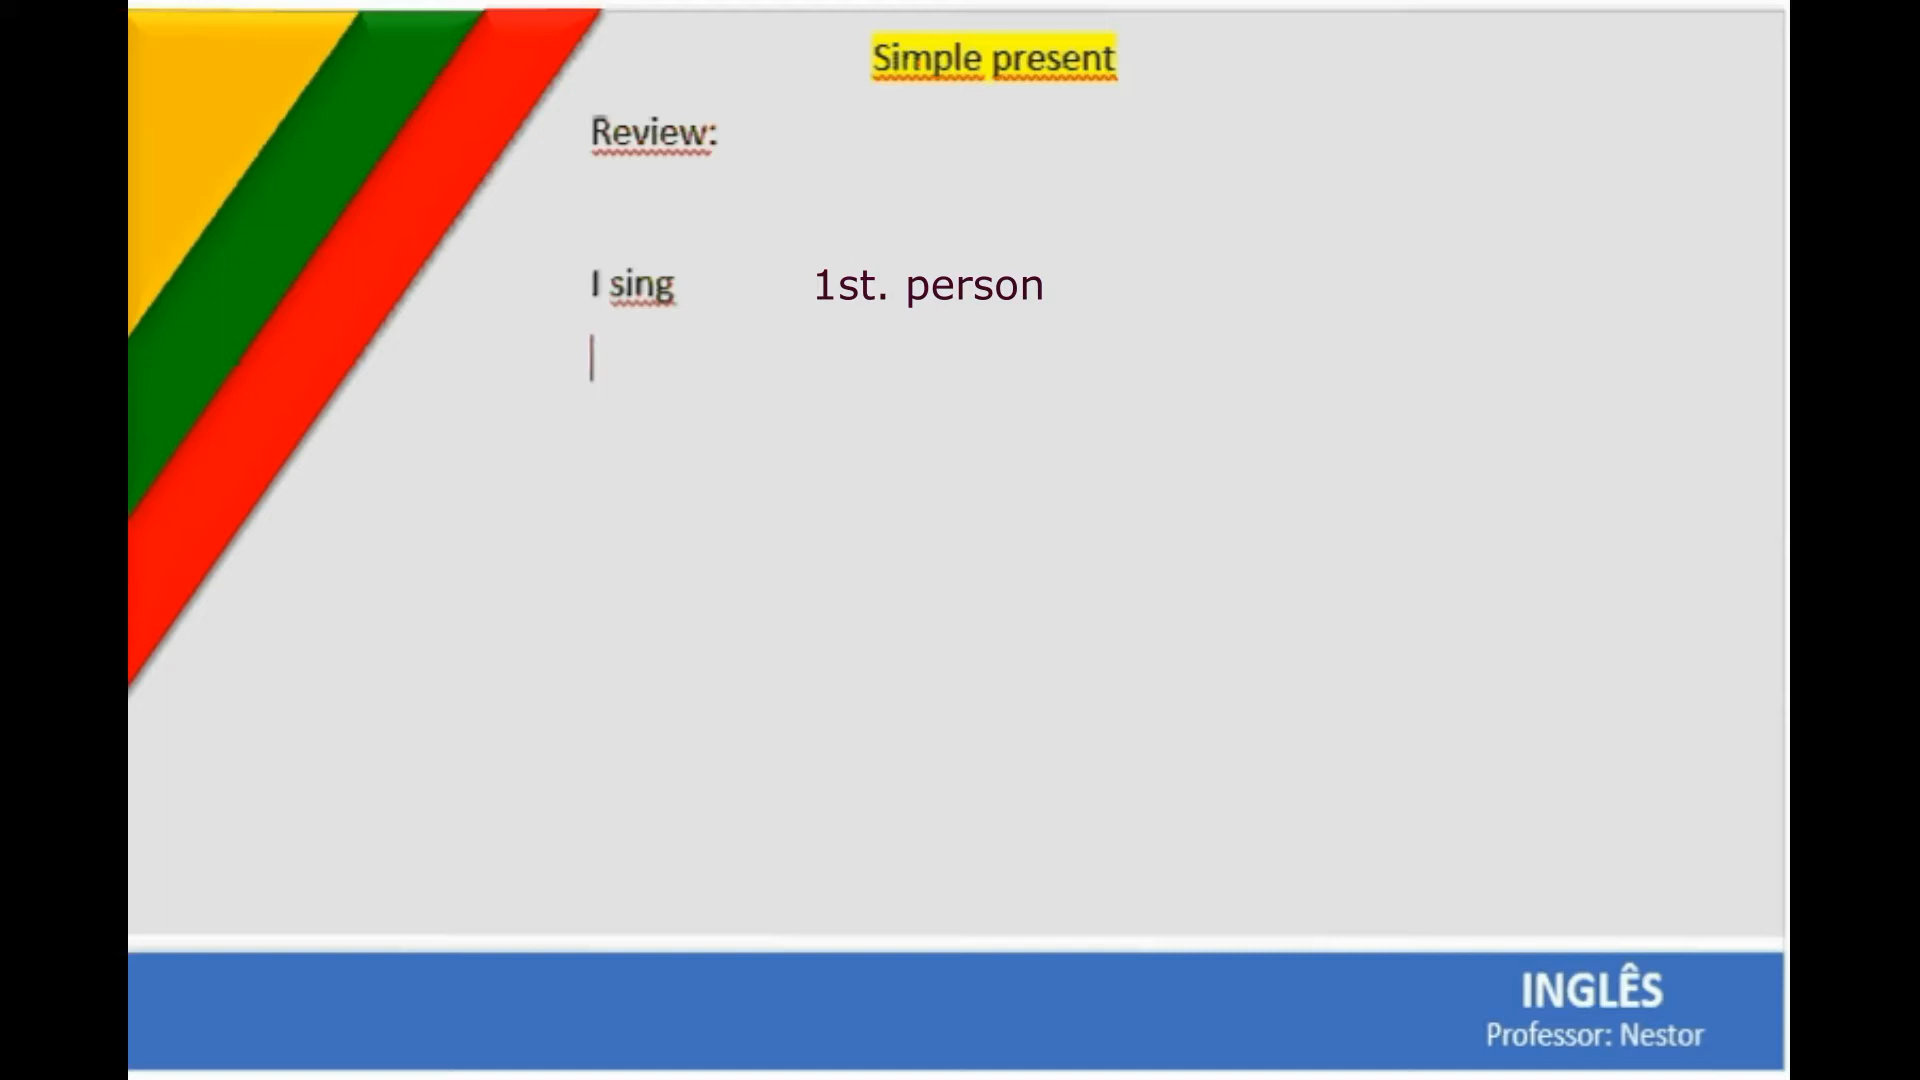 Simple present
Review:
I sing 1st. person
INGLÊS
Professor: Nestor